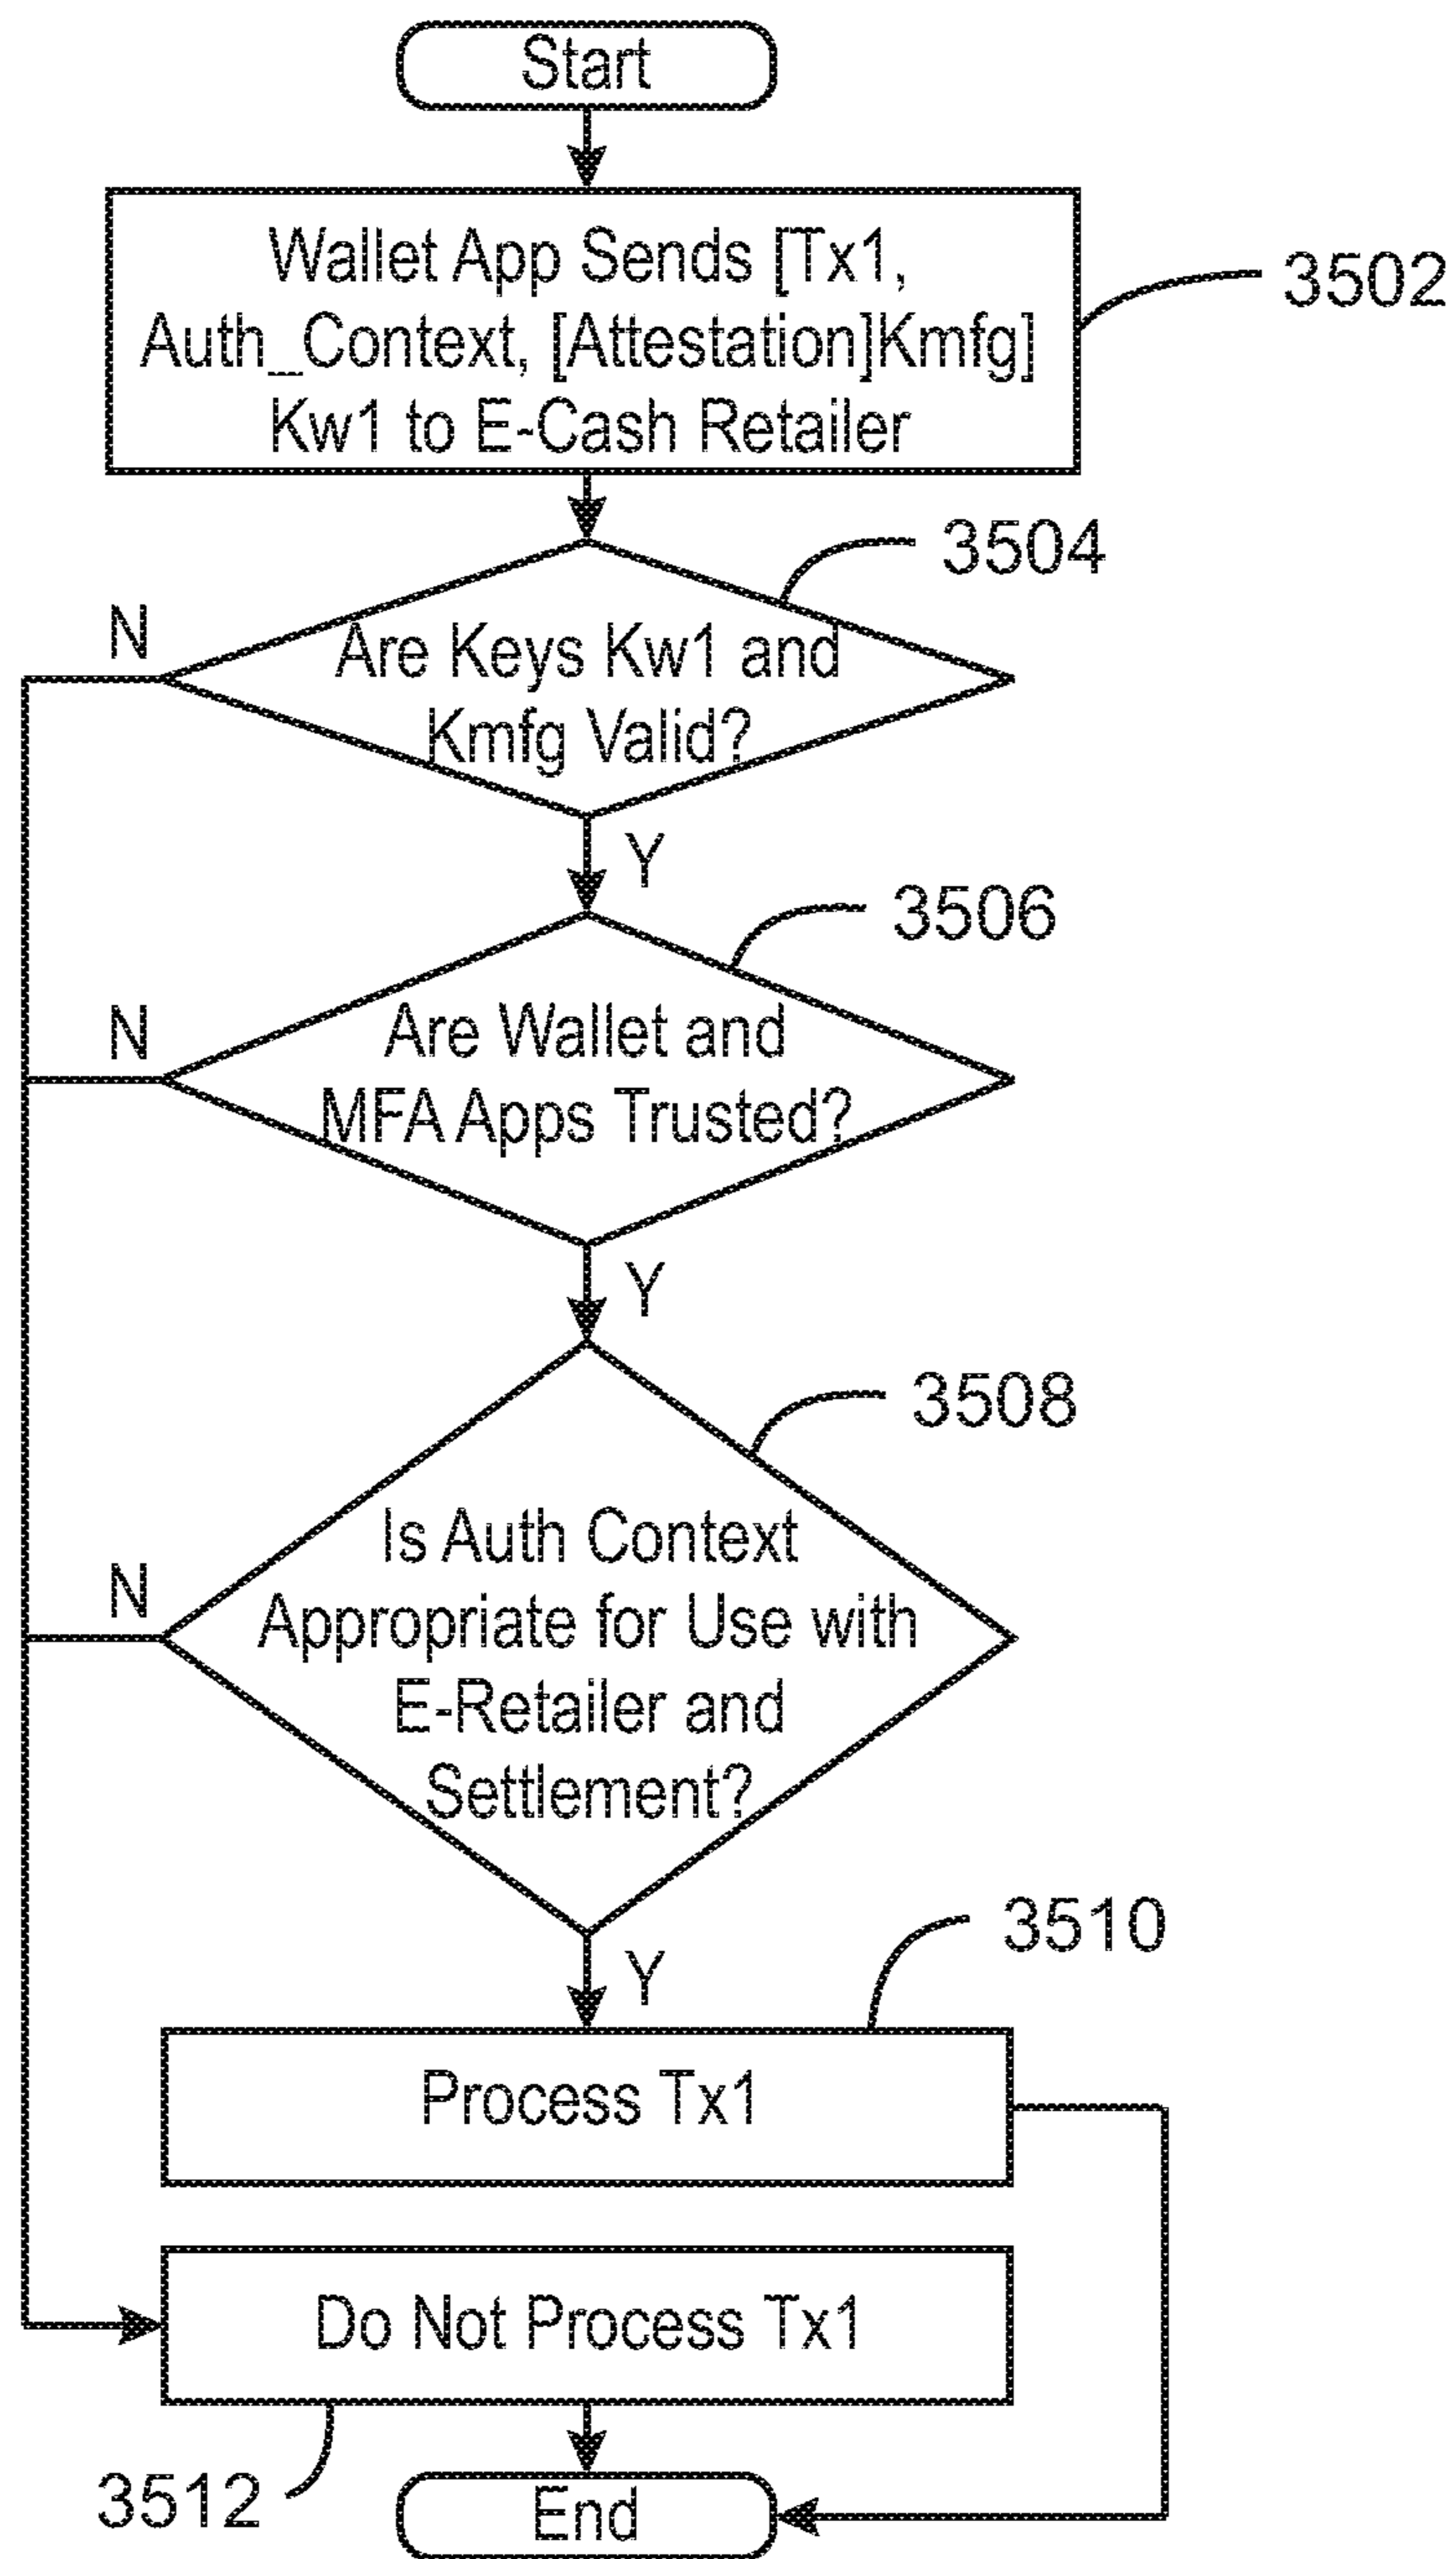 Start
Wallet App Sends [Tx1,
Auth_Context, [Attestation]Kmfg]
Kw1 to E-Cash Retailer
3502
3504
N
Are Keys Kw1 and
Kmfg Valid?
Y
3506
N
Are Wallet and
MFA Apps Trusted?
Y
3508
N
Is Auth Context
Appropriate for Use with
E-Retailer and
Settlement?
Y
3510
Process Tx1
Do Not Process Tx1
3512
End